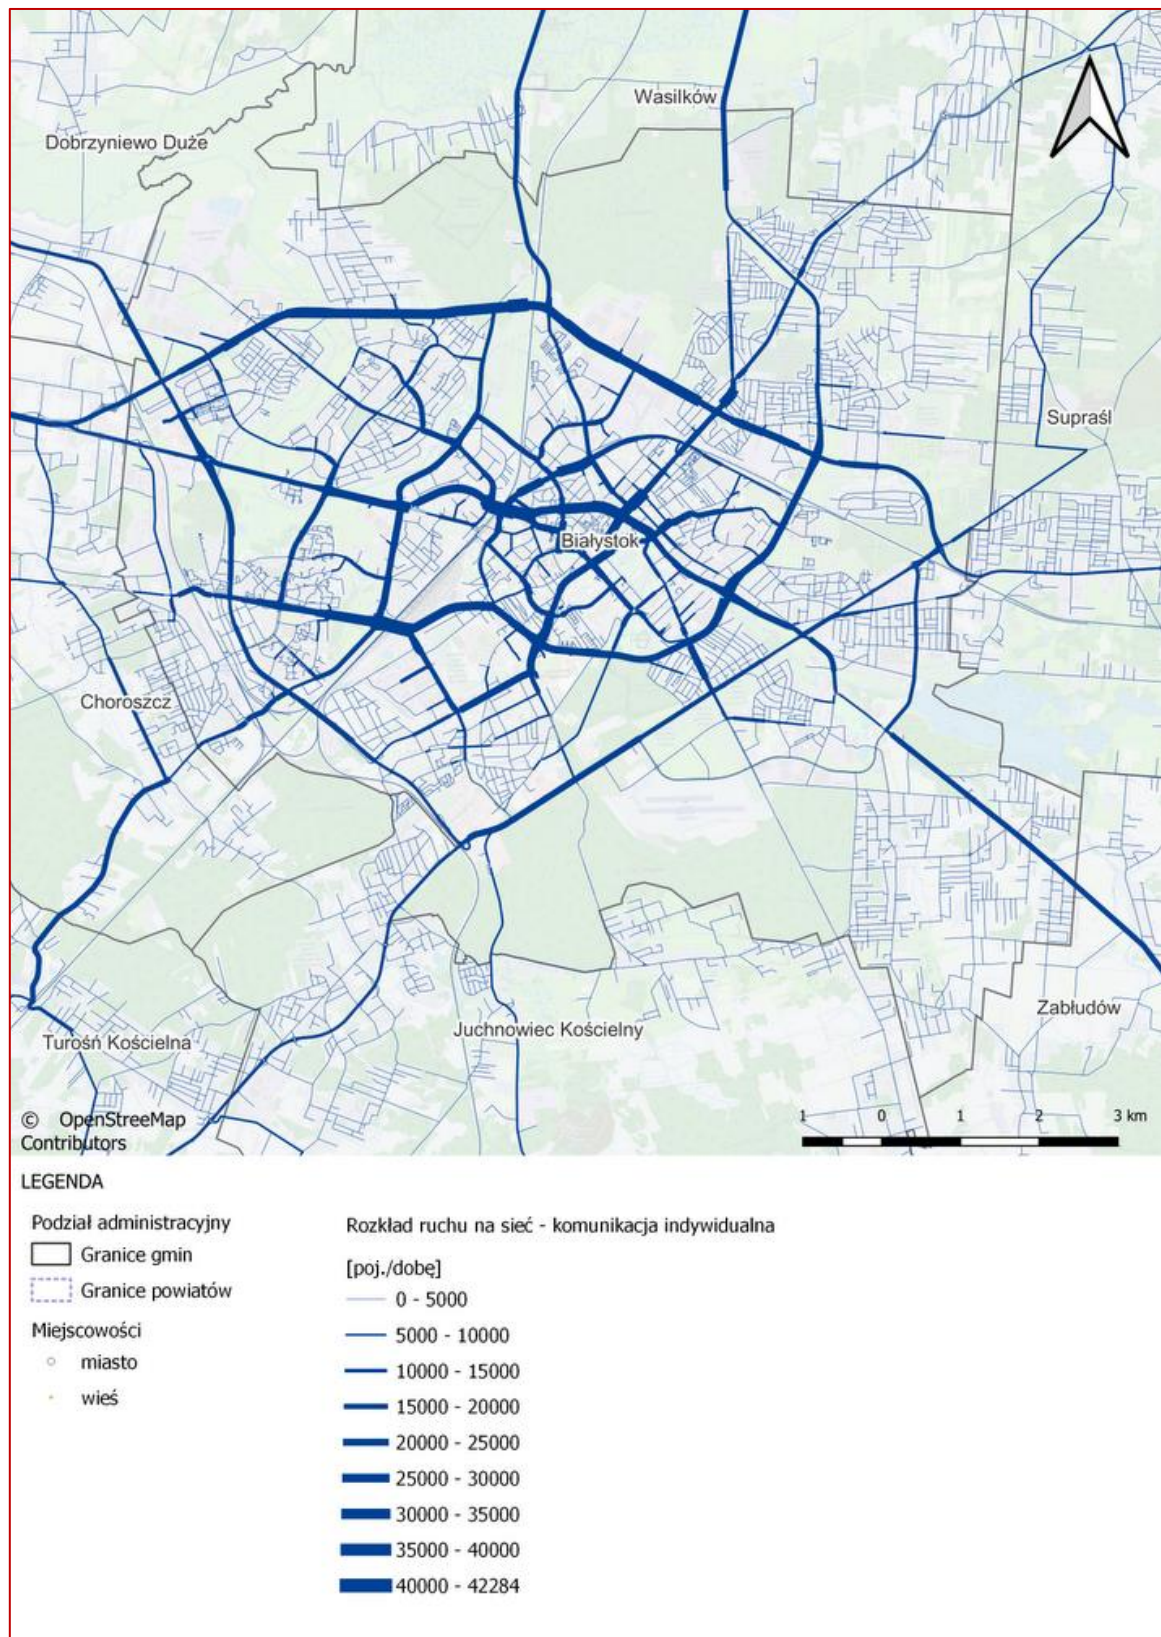 Wasilków
Dobrzyniewo Duże
Supraśl
Białystok
Choroszcz
Zabłudów
Juchnowiec Kościelny
Turośń Kościelna
© OpenStreeMap
Contributors
1 0 1 2 3 km
LEGENDA
Podział administracyjny
Granice gmin
Granice powiatów
Miejscowości
miasto
wieś
Rozkład ruchu na sieć - komunikacja indywidualna
[poj./dobę]
0 - 5000
5000 - 10000
10000 - 15000
15000 - 20000
20000 - 25000
25000 - 30000
30000 - 35000
35000 - 40000
40000 - 42284